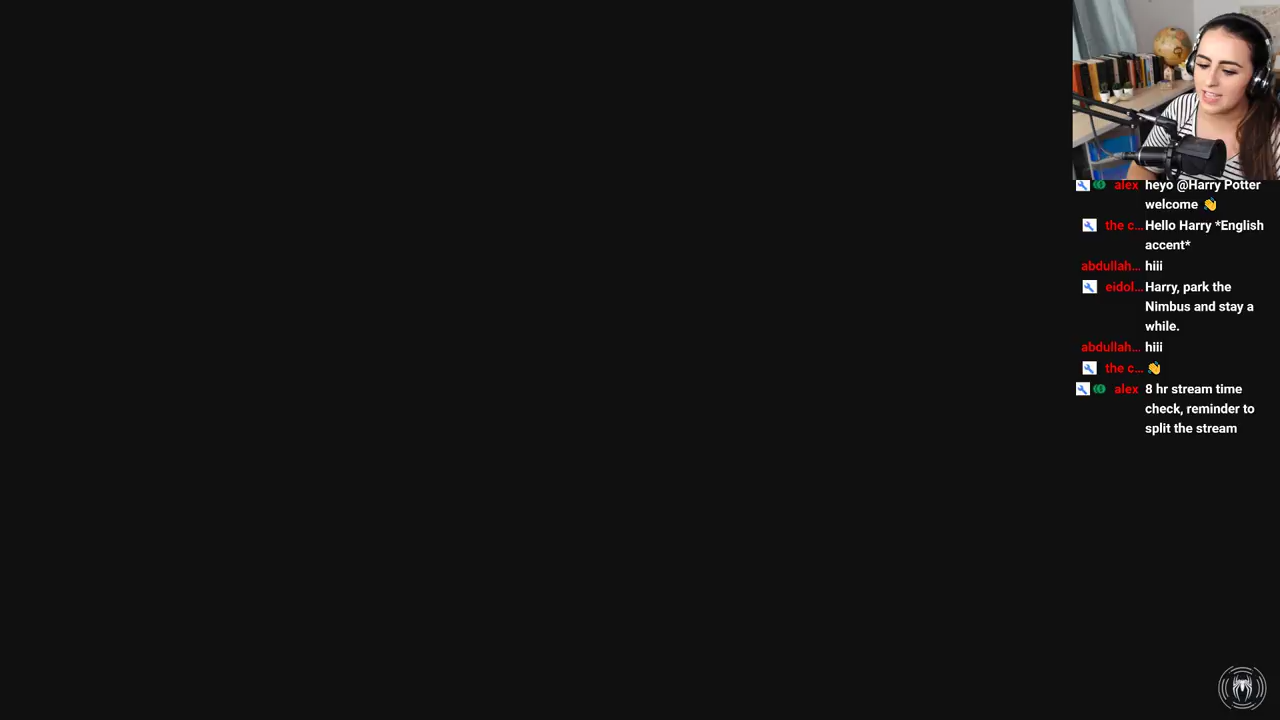 alex heyo @Harry Potter
welcome 👏
the c... Hello Harry *English
accent*
abdullah... hiii
eidol... Harry, park the
Nimbus and stay a
while.
abdullah... hiii
the c... 👏
alex 8 hr stream time
check, reminder to
split the stream